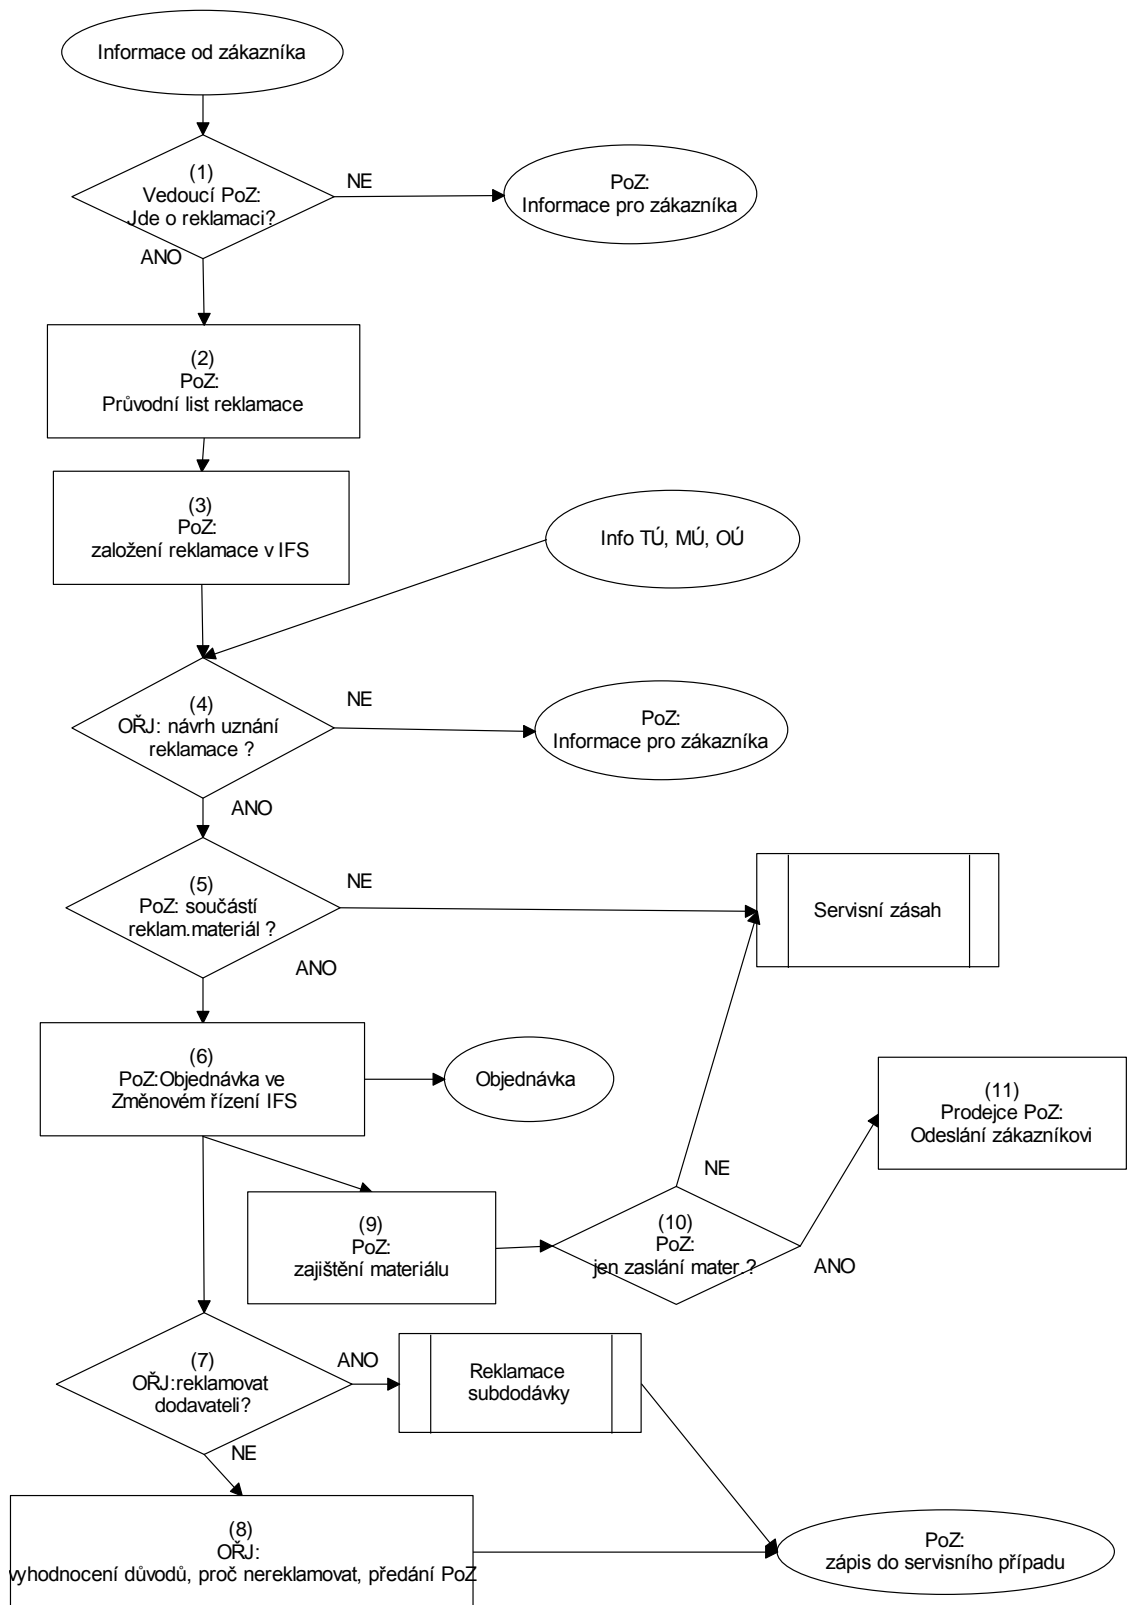 Informace od zákazníka
(1)
Vedoucí PoZ:
Jde o reklamaci?
NE
PoZ:
Informace pro zákazníka
ANO
(2)
PoZ:
Průvodní list reklamace
(3)
PoZ:
založení reklamace v IFS
Info TÚ, MÚ, OÚ
(4)
OŘJ: návrh uznání
reklamace ?
NE
PoZ:
Informace pro zákazníka
ANO
(5)
PoZ: součástí
reklam.materiál ?
NE
Servisní zásah
ANO
(6)
PoZ:Objednávka ve
Změnovém řízení IFS
Objednávka
(11)
Prodejce PoZ:
Odeslání zákazníkovi
NE
(9)
PoZ:
zajištění materiálu
(10)
PoZ:
jen zaslání mater.?
ANO
(7)
OŘJ:reklamovat
dodavateli?
ANO
Reklamace
subdodávky
NE
(8)
OŘJ:
vyhodnocení důvodů, proč nereklamovat, předání PoZ
PoZ:
zápis do servisního případu